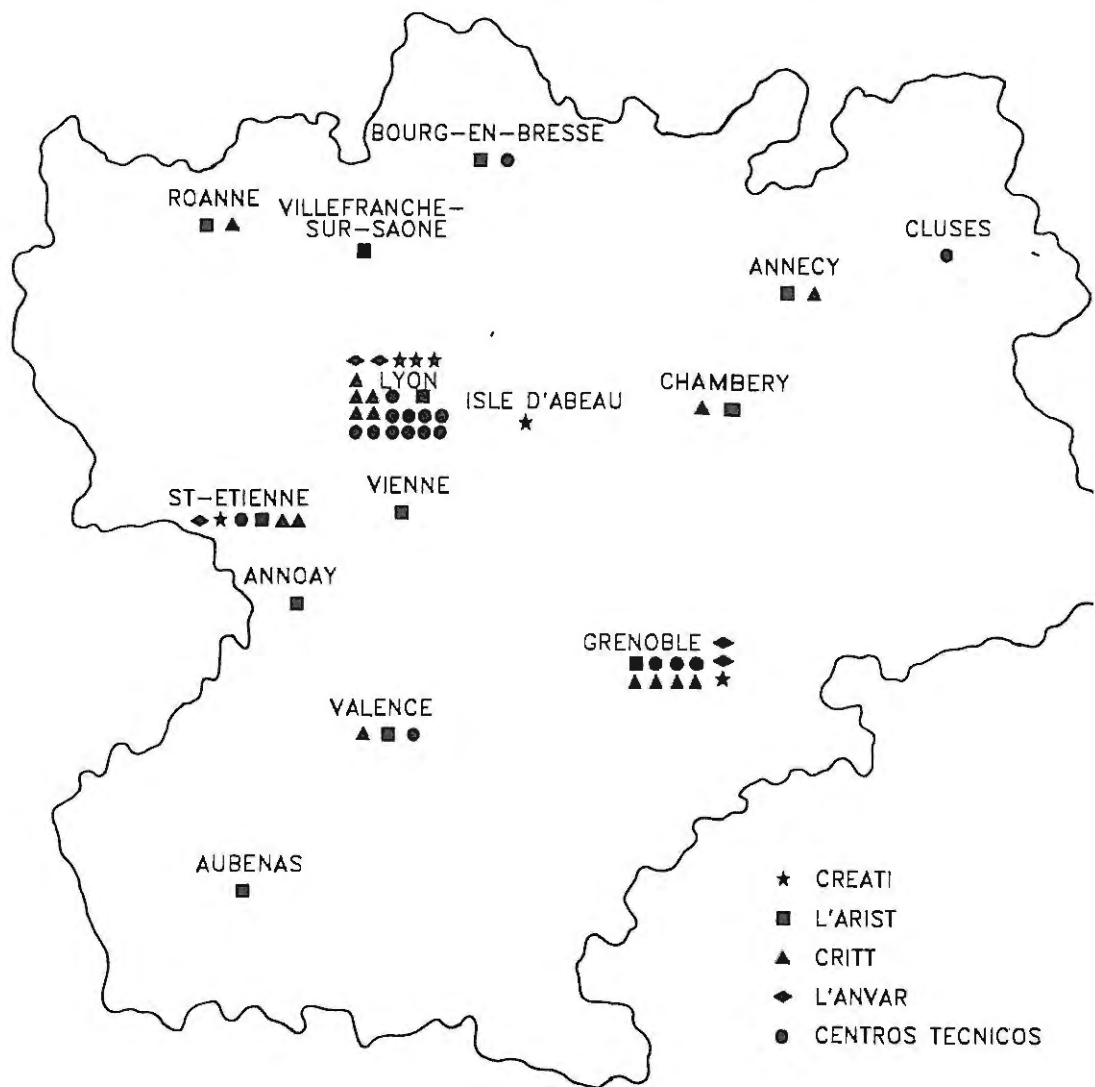 BOURG-EN-BRESSE
ROANNE
VILLEFRANCHE-
SUR-SAONE
CLUSES
ANNECY
LYON
ISLE D'ABEAU
CHAMBERY
VIENNE
ST-ETIENNE
ANNOAY
GRENOBLE
VALENCE
AUBENAS
CREATI
L'ARIST
CRITT
L'ANVAR
CENTROS TECNICOS